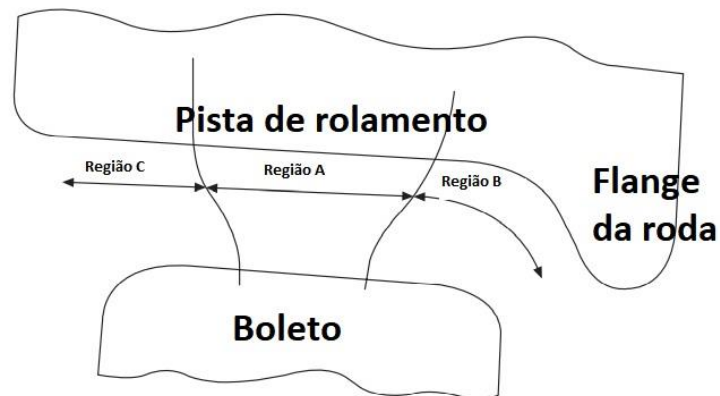 Pista de rolamento
Região C
Região A
Região B
Flange
da roda
Boleto